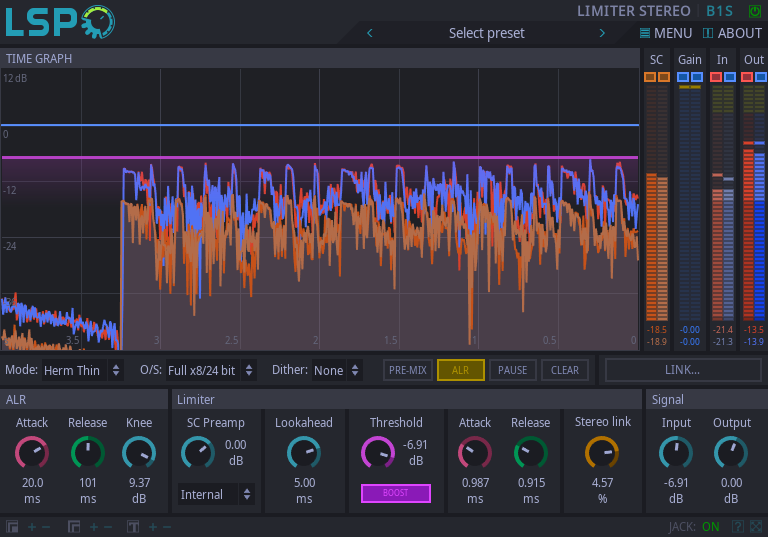 LSP
LIMITER STEREO B1S
Select preset
MENU ABOUT
TIME GRAPH
SC Gain In Out
12 dB
0
-12
-24
3.5 3 2.5 2 1.5 1 0.5 0
-18.5 -0.00 -21.4 -13.5
-18.9 -0.00 -21.3 -13.9
Mode: Herm Thin O/S: Full x8/24 bit Dither: None PRE-MIX ALR PAUSE CLEAR LINK...
ALR Limiter Signal
Attack Release Knee SC Preamp Lookahead Threshold Attack Release Stereo link Input Output
0.00 dB
-6.91 dB
20.0 ms 101 ms 9.37 dB 5.00 ms 0.987 ms 0.915 ms 4.57 % -6.91 dB 0.00 dB
Internal BOOST
JACK: ON ?